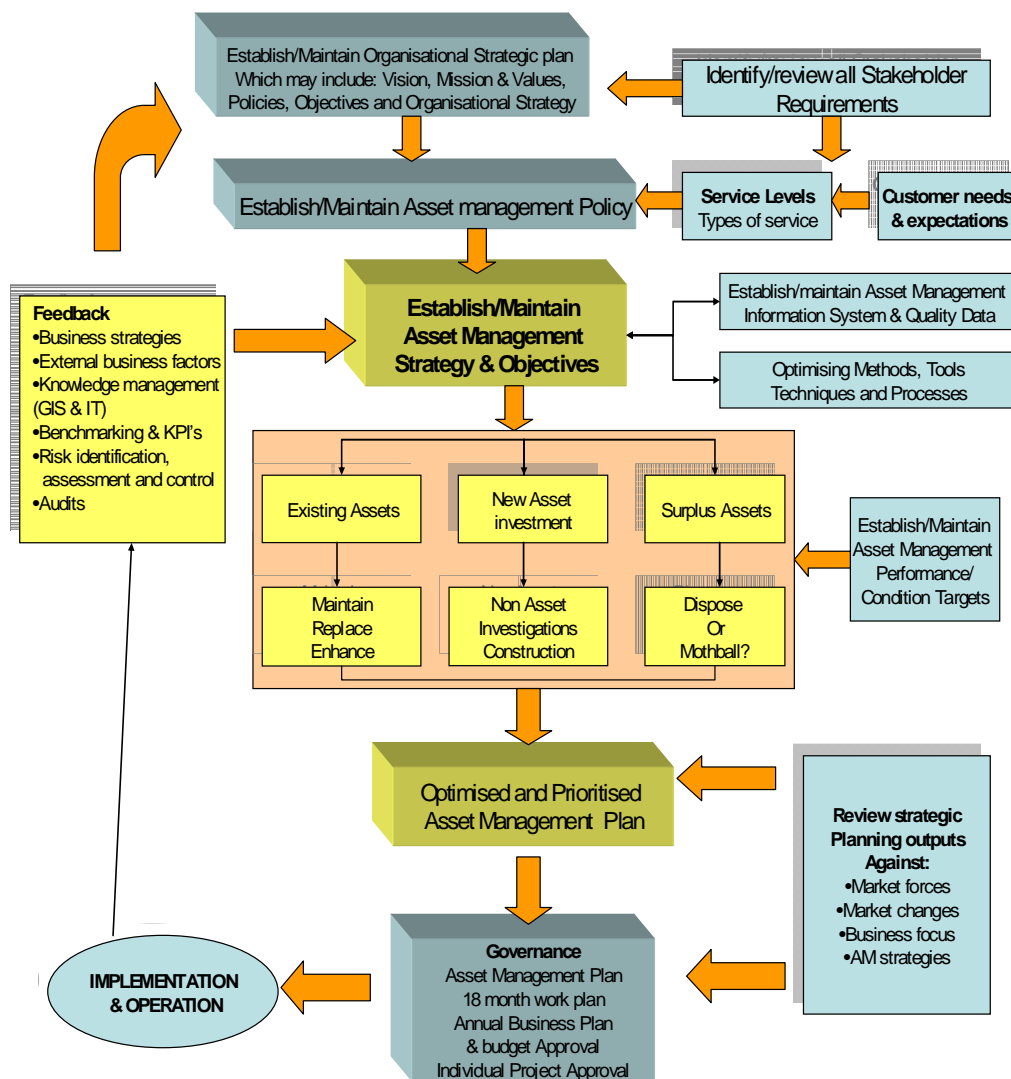 Establish/Maintain Organisational Strategic plan
Which may include: Vision, Mission & Values,
Policies, Objectives and Organisational Strategy
Identify/review all Stakeholder
Requirements
Establish/Maintain Asset management Policy
Service Levels
Types of service
Customer needs
& expectations
Feedback
•Business strategies
•External business factors
•Knowledge management
(GIS & IT)
•Benchmarking & KPI's
•Risk identification,
assessment and control
•Audits
Establish/Maintain
Asset Management
Strategy & Objectives
Establish/maintain Asset Management
Information System & Quality Data
Optimising Methods, Tools
Techniques and Processes
Existing Assets
New Asset
investment
Surplus Assets
Maintain
Replace
Enhance
Non Asset
Investigations
Construction
Dispose
Or
Mothball?
Establish/Maintain
Asset Management
Performance/
Condition Targets
Optimised and Prioritised
Asset Management Plan
Review strategic
Planning outputs
Against:
•Market forces
•Market changes
•Business focus
•AM strategies
Governance
Asset Management Plan
18 month work plan
Annual Business Plan
& budget Approval
Individual Project Approval
IMPLEMENTATION
& OPERATION